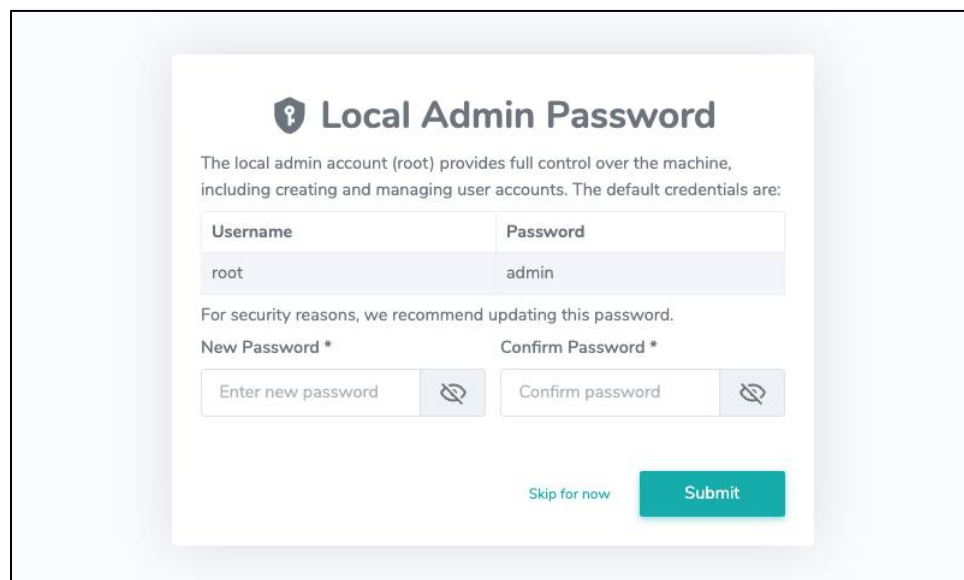 Local Admin Password
The local admin account (root) provides full control over the machine,
including creating and managing user accounts. The default credentials are:
Username Password
root admin
For security reasons, we recommend updating this password.
New Password * Confirm Password *
Enter new password Confirm password
Skip for now Submit